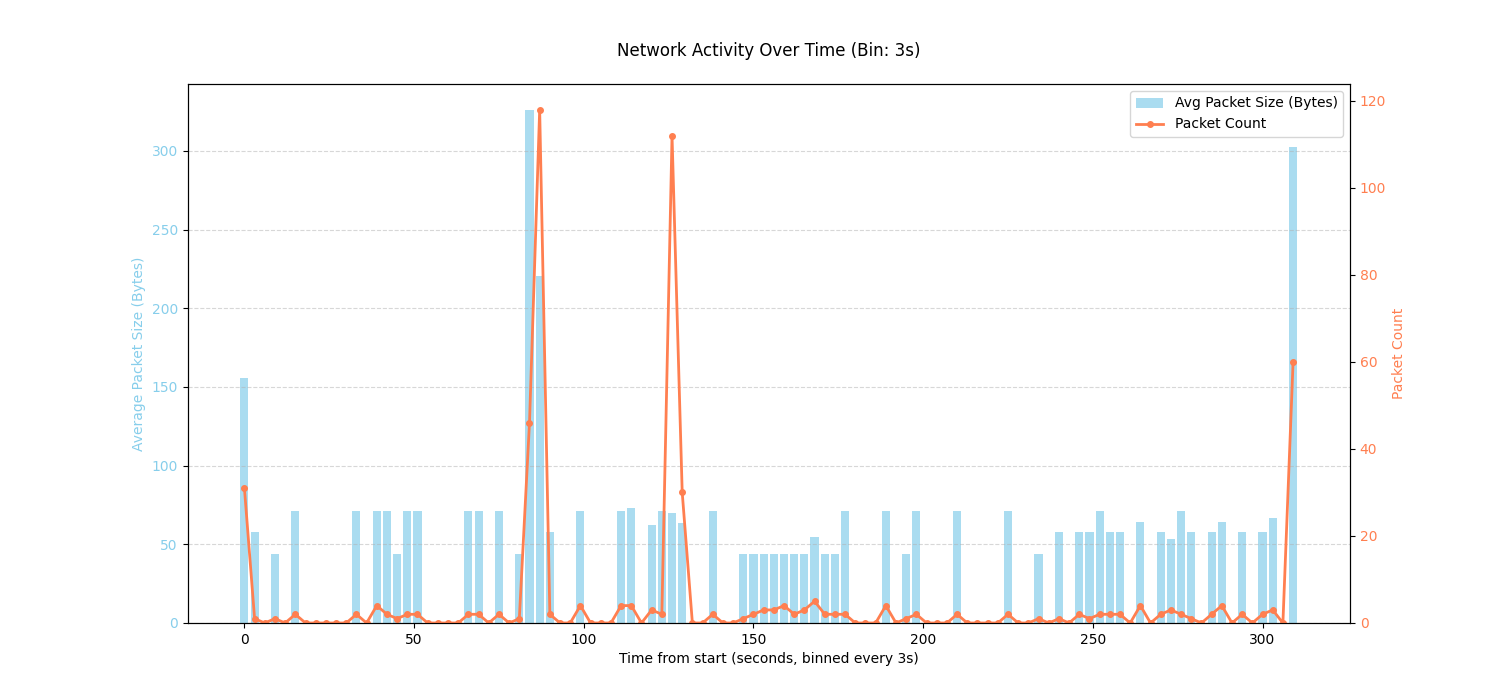 Network Activity Over Time (Bin: 3s)
Avg Packet Size (Bytes)
Packet Count
Average Packet Size (Bytes)
300
250
200
150
100
50
0
120
100
80
60
40
20
0
Packet Count
0 50 100 150 200 250 300
Time from start (seconds, binned every 3s)